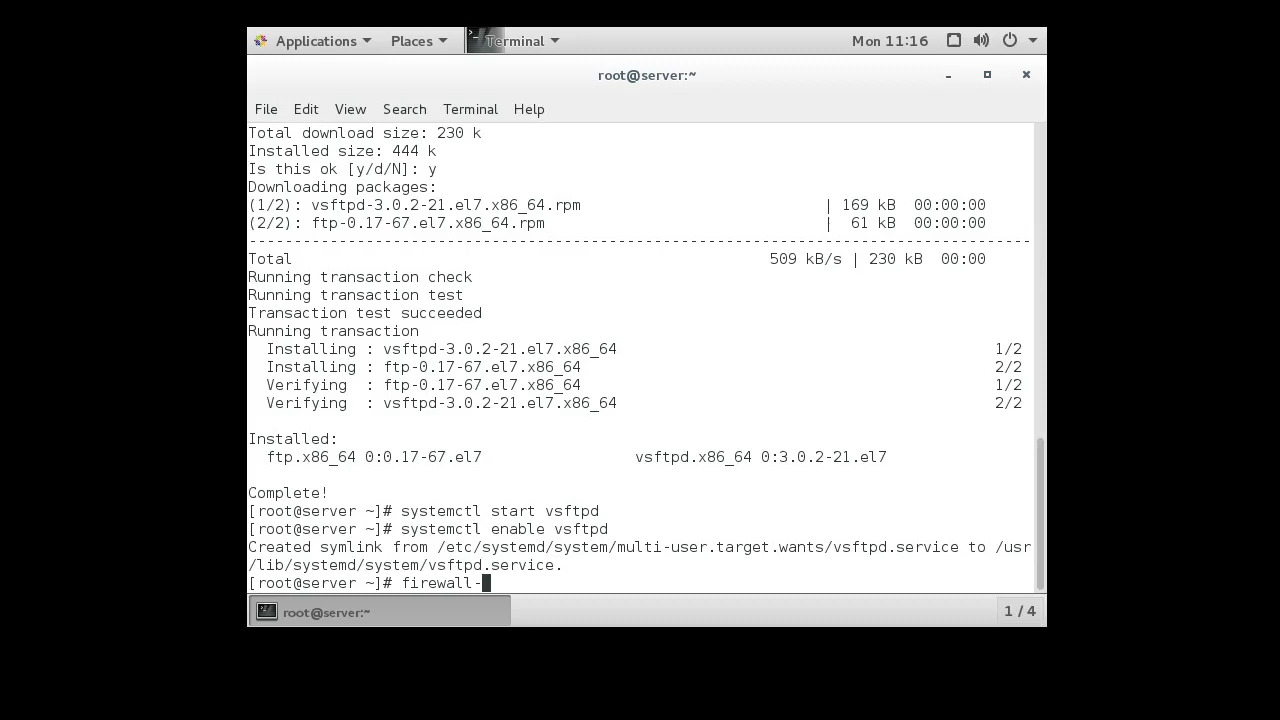 Applications Places Terminal Mon 11:16
root@server:~
File Edit View Search Terminal Help
Total download size: 230 k
Installed size: 444 k
Is this ok [y/d/N]: y
Downloading packages:
(1/2): vsftpd-3.0.2-21.el7.x86_64.rpm | 169 kB 00:00:00
(2/2): ftp-0.17-67.el7.x86_64.rpm | 61 kB 00:00:00
--------------------------------------------------------------------------------
Total 509 kB/s | 230 kB 00:00
Running transaction check
Running transaction test
Transaction test succeeded
Running transaction
Installing : vsftpd-3.0.2-21.el7.x86_64 1/2
Installing : ftp-0.17-67.el7.x86_64 2/2
Verifying : ftp-0.17-67.el7.x86_64 1/2
Verifying : vsftpd-3.0.2-21.el7.x86_64 2/2
Installed:
ftp.x86_64 0:0.17-67.el7 vsftpd.x86_64 0:3.0.2-21.el7
Complete!
[root@server ~]# systemctl start vsftpd
[root@server ~]# systemctl enable vsftpd
Created symlink from /etc/systemd/system/multi-user.target.wants/vsftpd.service to /usr
/lib/systemd/system/vsftpd.service.
[root@server ~]# firewall-
root@server:~ 1 / 4